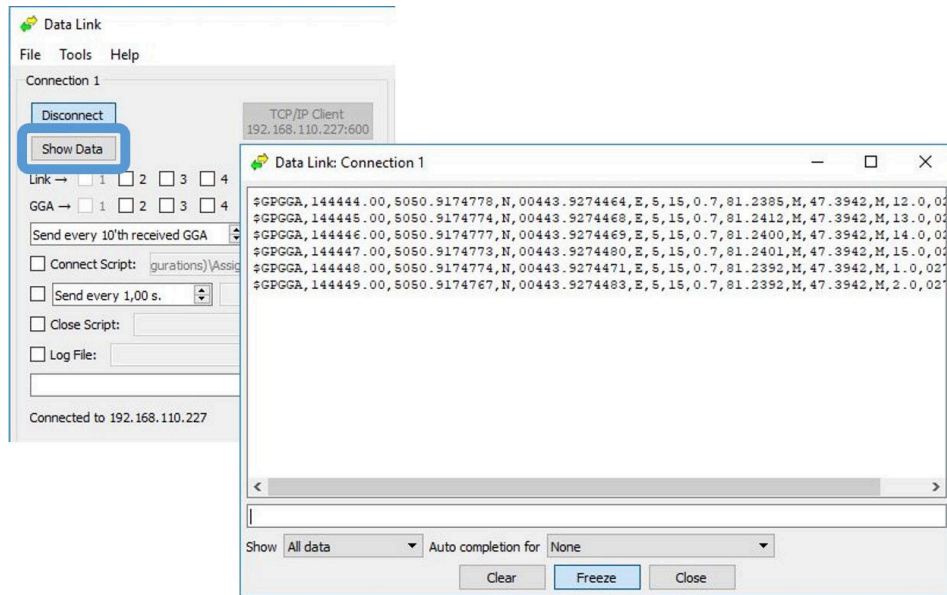 Data Link
File Tools Help
Connection 1
Disconnect
TCP/IP Client
192.168.110.227:600
Show Data
Link → 1 2 3 4
GGA → 1 2 3 4
Send every 10'th received GGA
Connect Script: gurations)\Assig
Send every 1,00 s.
Close Script:
Log File:
Connected to 192.168.110.227
Data Link: Connection 1
$GPGGA,144444.00,5050.9174778,N,00443.9274464,E,5,15,0.7,81.2385,M,47.3942,M,12.0,02
$GPGGA,144445.00,5050.9174774,N,00443.9274468,E,5,15,0.7,81.2412,M,47.3942,M,13.0,02
$GPGGA,144446.00,5050.9174777,N,00443.9274469,E,5,15,0.7,81.2400,M,47.3942,M,14.0,02
$GPGGA,144447.00,5050.9174773,N,00443.9274480,E,5,15,0.7,81.2401,M,47.3942,M,15.0,02
$GPGGA,144448.00,5050.9174774,N,00443.9274471,E,5,15,0.7,81.2392,M,47.3942,M,1.0,027
$GPGGA,144449.00,5050.9174767,N,00443.9274483,E,5,15,0.7,81.2392,M,47.3942,M,2.0,027
Show All data Auto completion for None
Clear Freeze Close